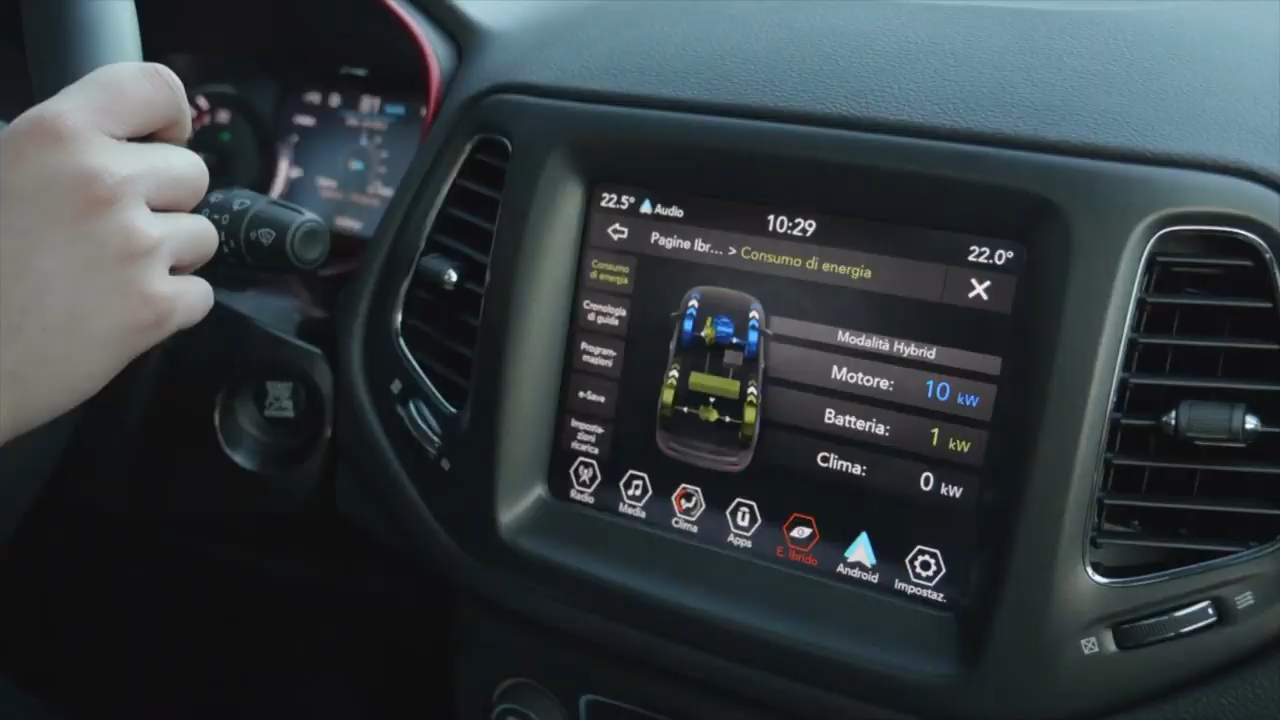 22.5° Audio
10:29
22.0°
Pagine Ibr... > Consumo di energia
Consumo
di energia
Cronologia
di guida
Program-
mazioni
e-Save
Imposta-
zioni
ricarica
Modalità Hybrid
Motore: 10 kW
Batteria: 1 kW
Clima: 0 kW
Radio
Media
Clima
Apps
E. Ibrido
Android
Impostaz.